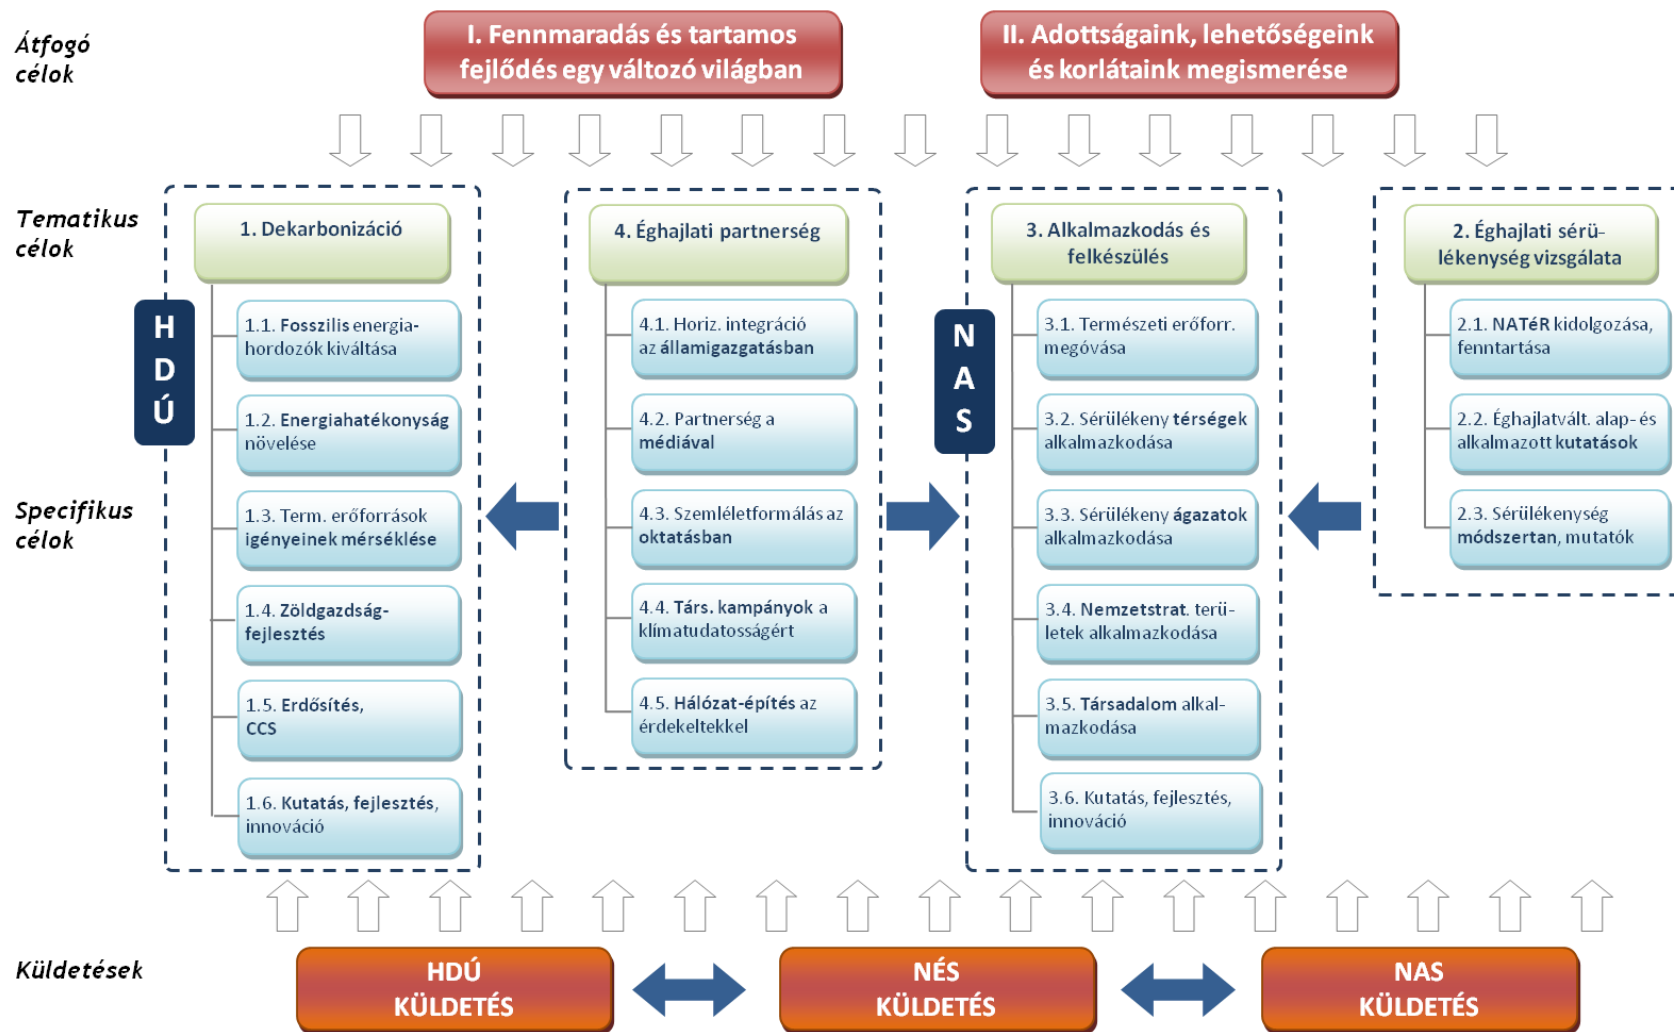 Átfogó
célok
I. Fennmaradás és tartamos
fejlődés egy változó világban
II. Adottságaink, lehetőségeink
és korlátaink megismerése
Tematikus
célok
1. Dekarbonizáció
4. Éghajlati partnerség
3. Alkalmazkodás és
felkészülés
2. Éghajlati sérü-
lékenység vizsgálata
Specifikus
célok
H
D
Ú
1.1. Fosszilis energia-
hordozók kiváltása
1.2. Energiahatékonyság
növelése
1.3. Term. erőforrások
igényeinek mérséklése
1.4. Zöldgazdság-
fejlesztés
1.5. Erdősítés,
CCS
1.6. Kutatás, fejlesztés,
innováció
4.1. Horiz. integráció
az államigazgatásban
4.2. Partnerség a
médiával
4.3. Szemléletformálás az
oktatásban
4.4. Társ. kampányok a
klímatudatosságért
4.5. Hálózat-építés az
érdekeltekkel
N
A
S
3.1. Természeti erőforr.
megóvása
3.2. Sérülékeny térségek
alkalmazkodása
3.3. Sérülékeny ágazatok
alkalmazkodása
3.4. Nemzetstrat. terü-
letek alkalmazkodása
3.5. Társadalom alkal-
mazkodása
3.6. Kutatás, fejlesztés,
innováció
2.1. NATéR kidolgozása,
fenntartása
2.2. Éghajlatvált. alap- és
alkalmazott kutatások
2.3. Sérülékenység
módszertan, mutatók
Küldetések
HDÚ
KÜLDETÉS
NÉS
KÜLDETÉS
NAS
KÜLDETÉS